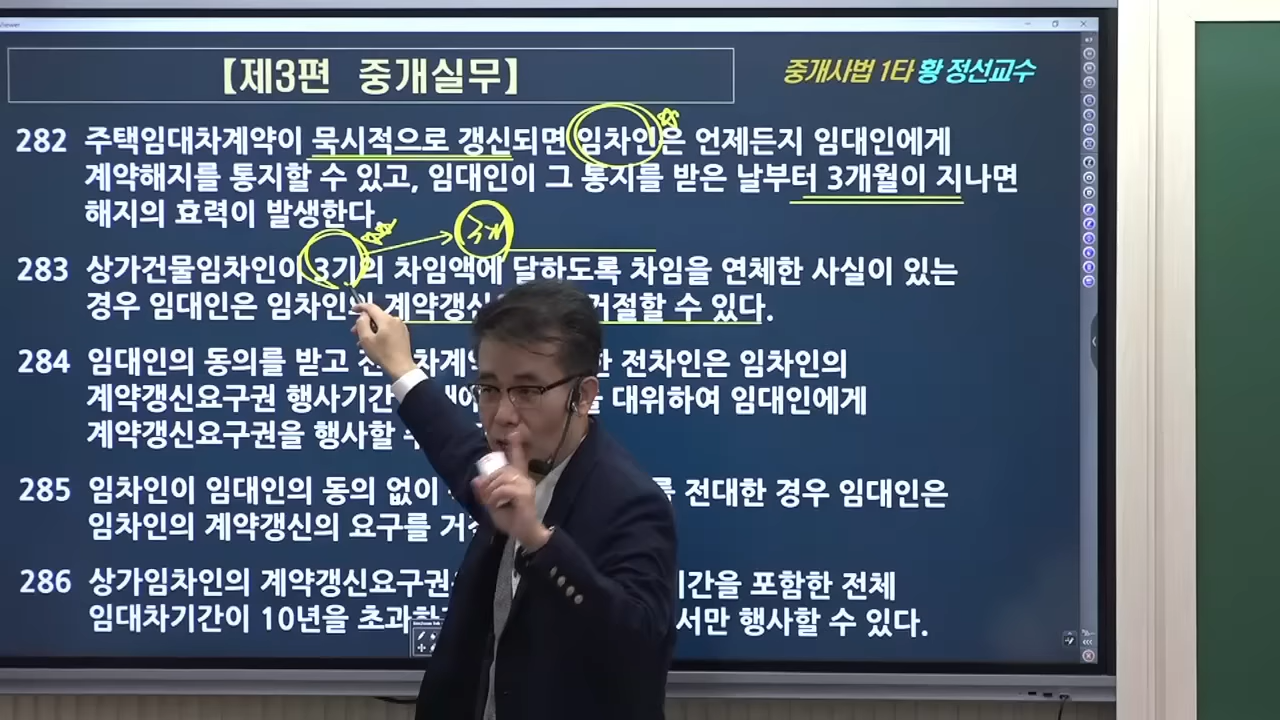 【제3편 중개실무】
중개사법 1타 황 정선교수
282 주택임대차계약이 묵시적으로 갱신되면 임차인은 언제든지 임대인에게
계약해지를 통지할 수 있고, 임대인이 그 통지를 받은 날부터 3개월이 지나면
해지의 효력이 발생한다
283 상가건물임차인이 3기의 차임액에 달하도록 차임을 연체한 사실이 있는
경우 임대인은 임차인의 계약갱신 거절할 수 있다.
284 임대인의 동의를 받고 전 차계 한 전차인은 임차인의
계약갱신요구권 행사기간 대위하여 임대인에게
계약갱신요구권을 행사할
285 임차인이 임대인의 동의 없이 전대한 경우 임대인은
임차인의 계약갱신의 요구를 거
286 상가임차인의 계약갱신요구권 기간을 포함한 전체
임대차기간이 10년을 초과하 서만 행사할 수 있다.